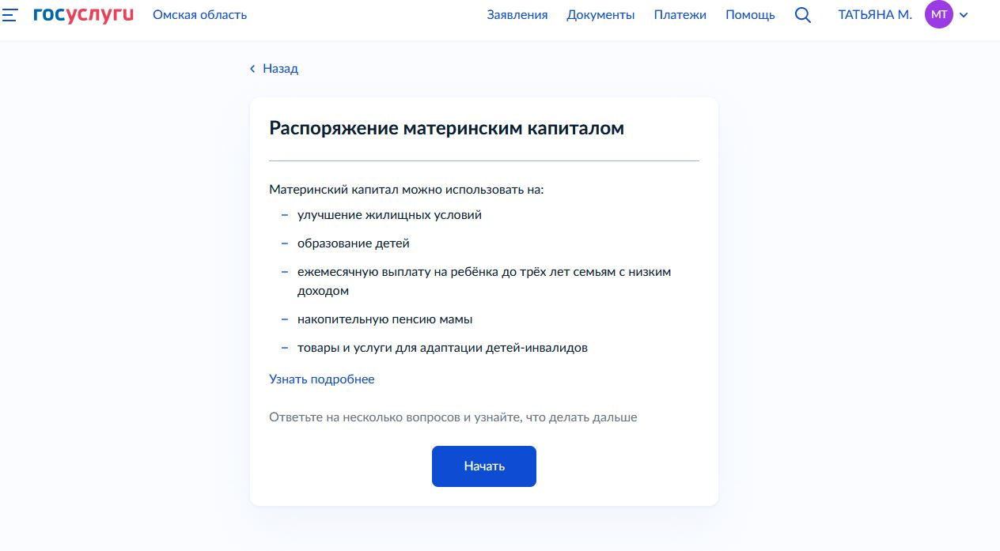 госуслуги Омская область Заявления Документы Платежи Помощь ТАТЬЯНА М. МТ
Назад
Распоряжение материнским капиталом
Материнский капитал можно использовать на:
– улучшение жилищных условий
– образование детей
– ежемесячную выплату на ребёнка до трёх лет семьям с низким
доходом
– накопительную пенсию мамы
– товары и услуги для адаптации детей-инвалидов
Узнать подробнее
Ответьте на несколько вопросов и узнайте, что делать дальше
Начать